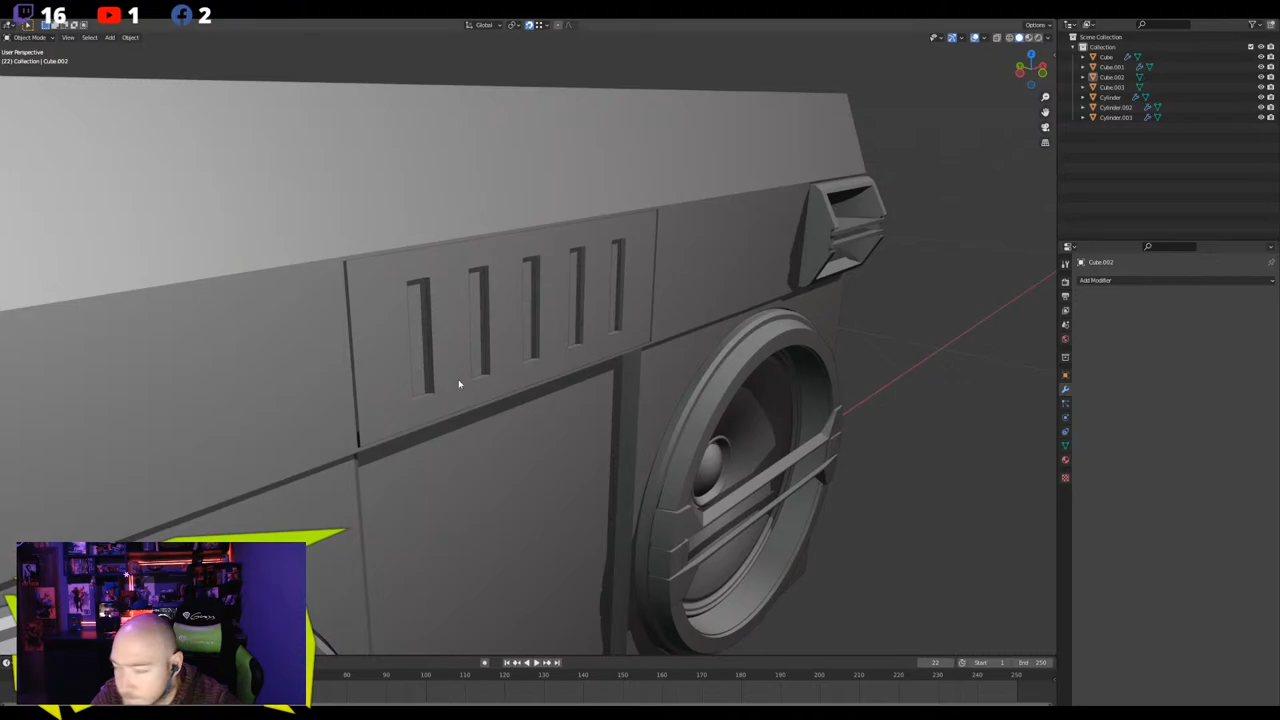 16 1 2
Global
Options
Object Mode View Select Add Object
User Perspective
(22) Collection | Cube.002
Scene Collection
Collection
Cube
Cube.001
Cube.002
Cube.003
Cylinder
Cylinder.002
Cylinder.003
Cube.002
Add Modifier
22 Start 1 End 250
80 90 100 110 120 130 140 150 160 170 180 190 200 210 220 230 240 250